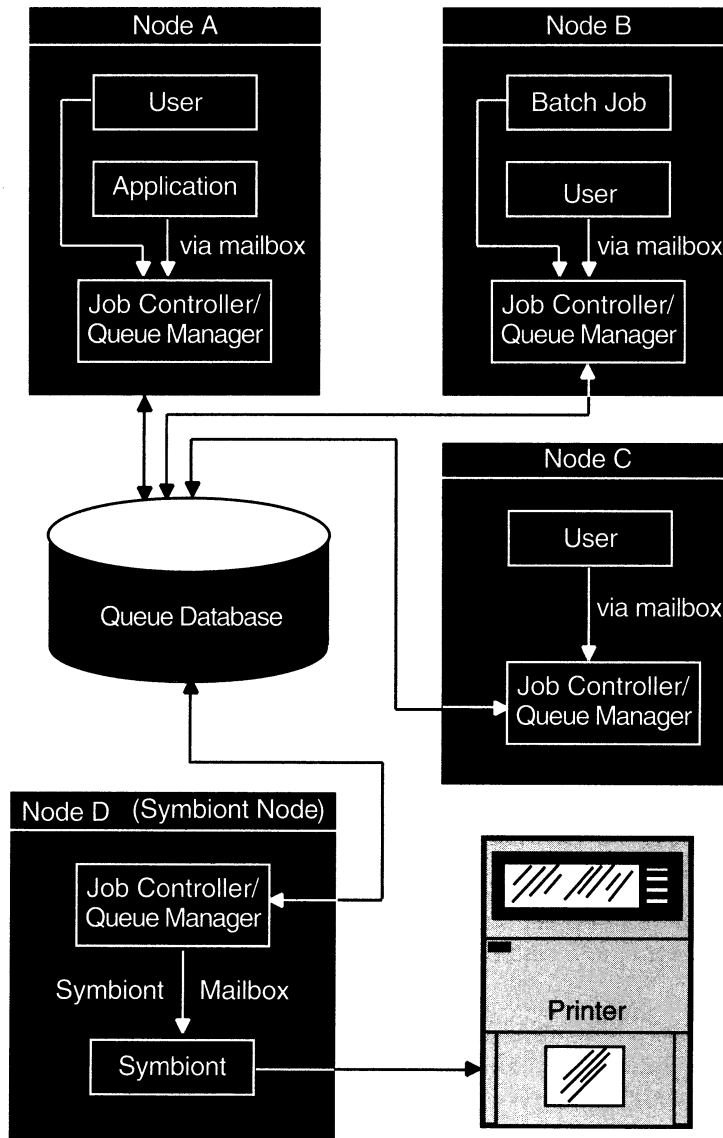 Node A
User
Application
via mailbox
Job Controller/
Queue Manager
Node B
Batch Job
User
via mailbox
Job Controller/
Queue Manager
Node C
User
via mailbox
Job Controller/
Queue Manager
Queue Database
Node D (Symbiont Node)
Job Controller/
Queue Manager
Symbiont Mailbox
Symbiont
Printer